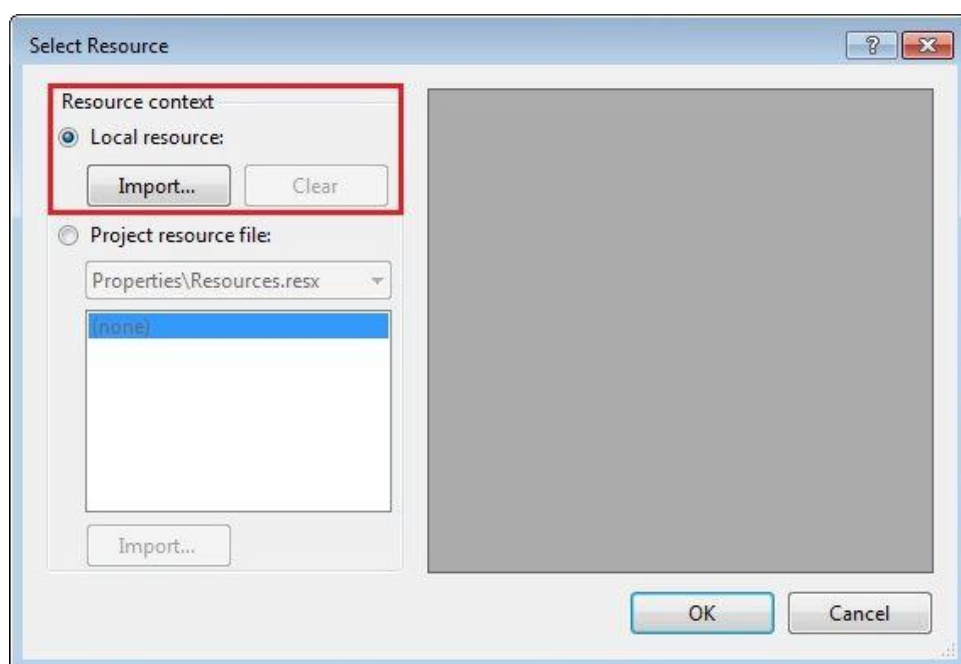 Select Resource
Resource context
Local resource:
Import... Clear
Project resource file:
Properties\Resources.resx
(none)
Import...
OK Cancel